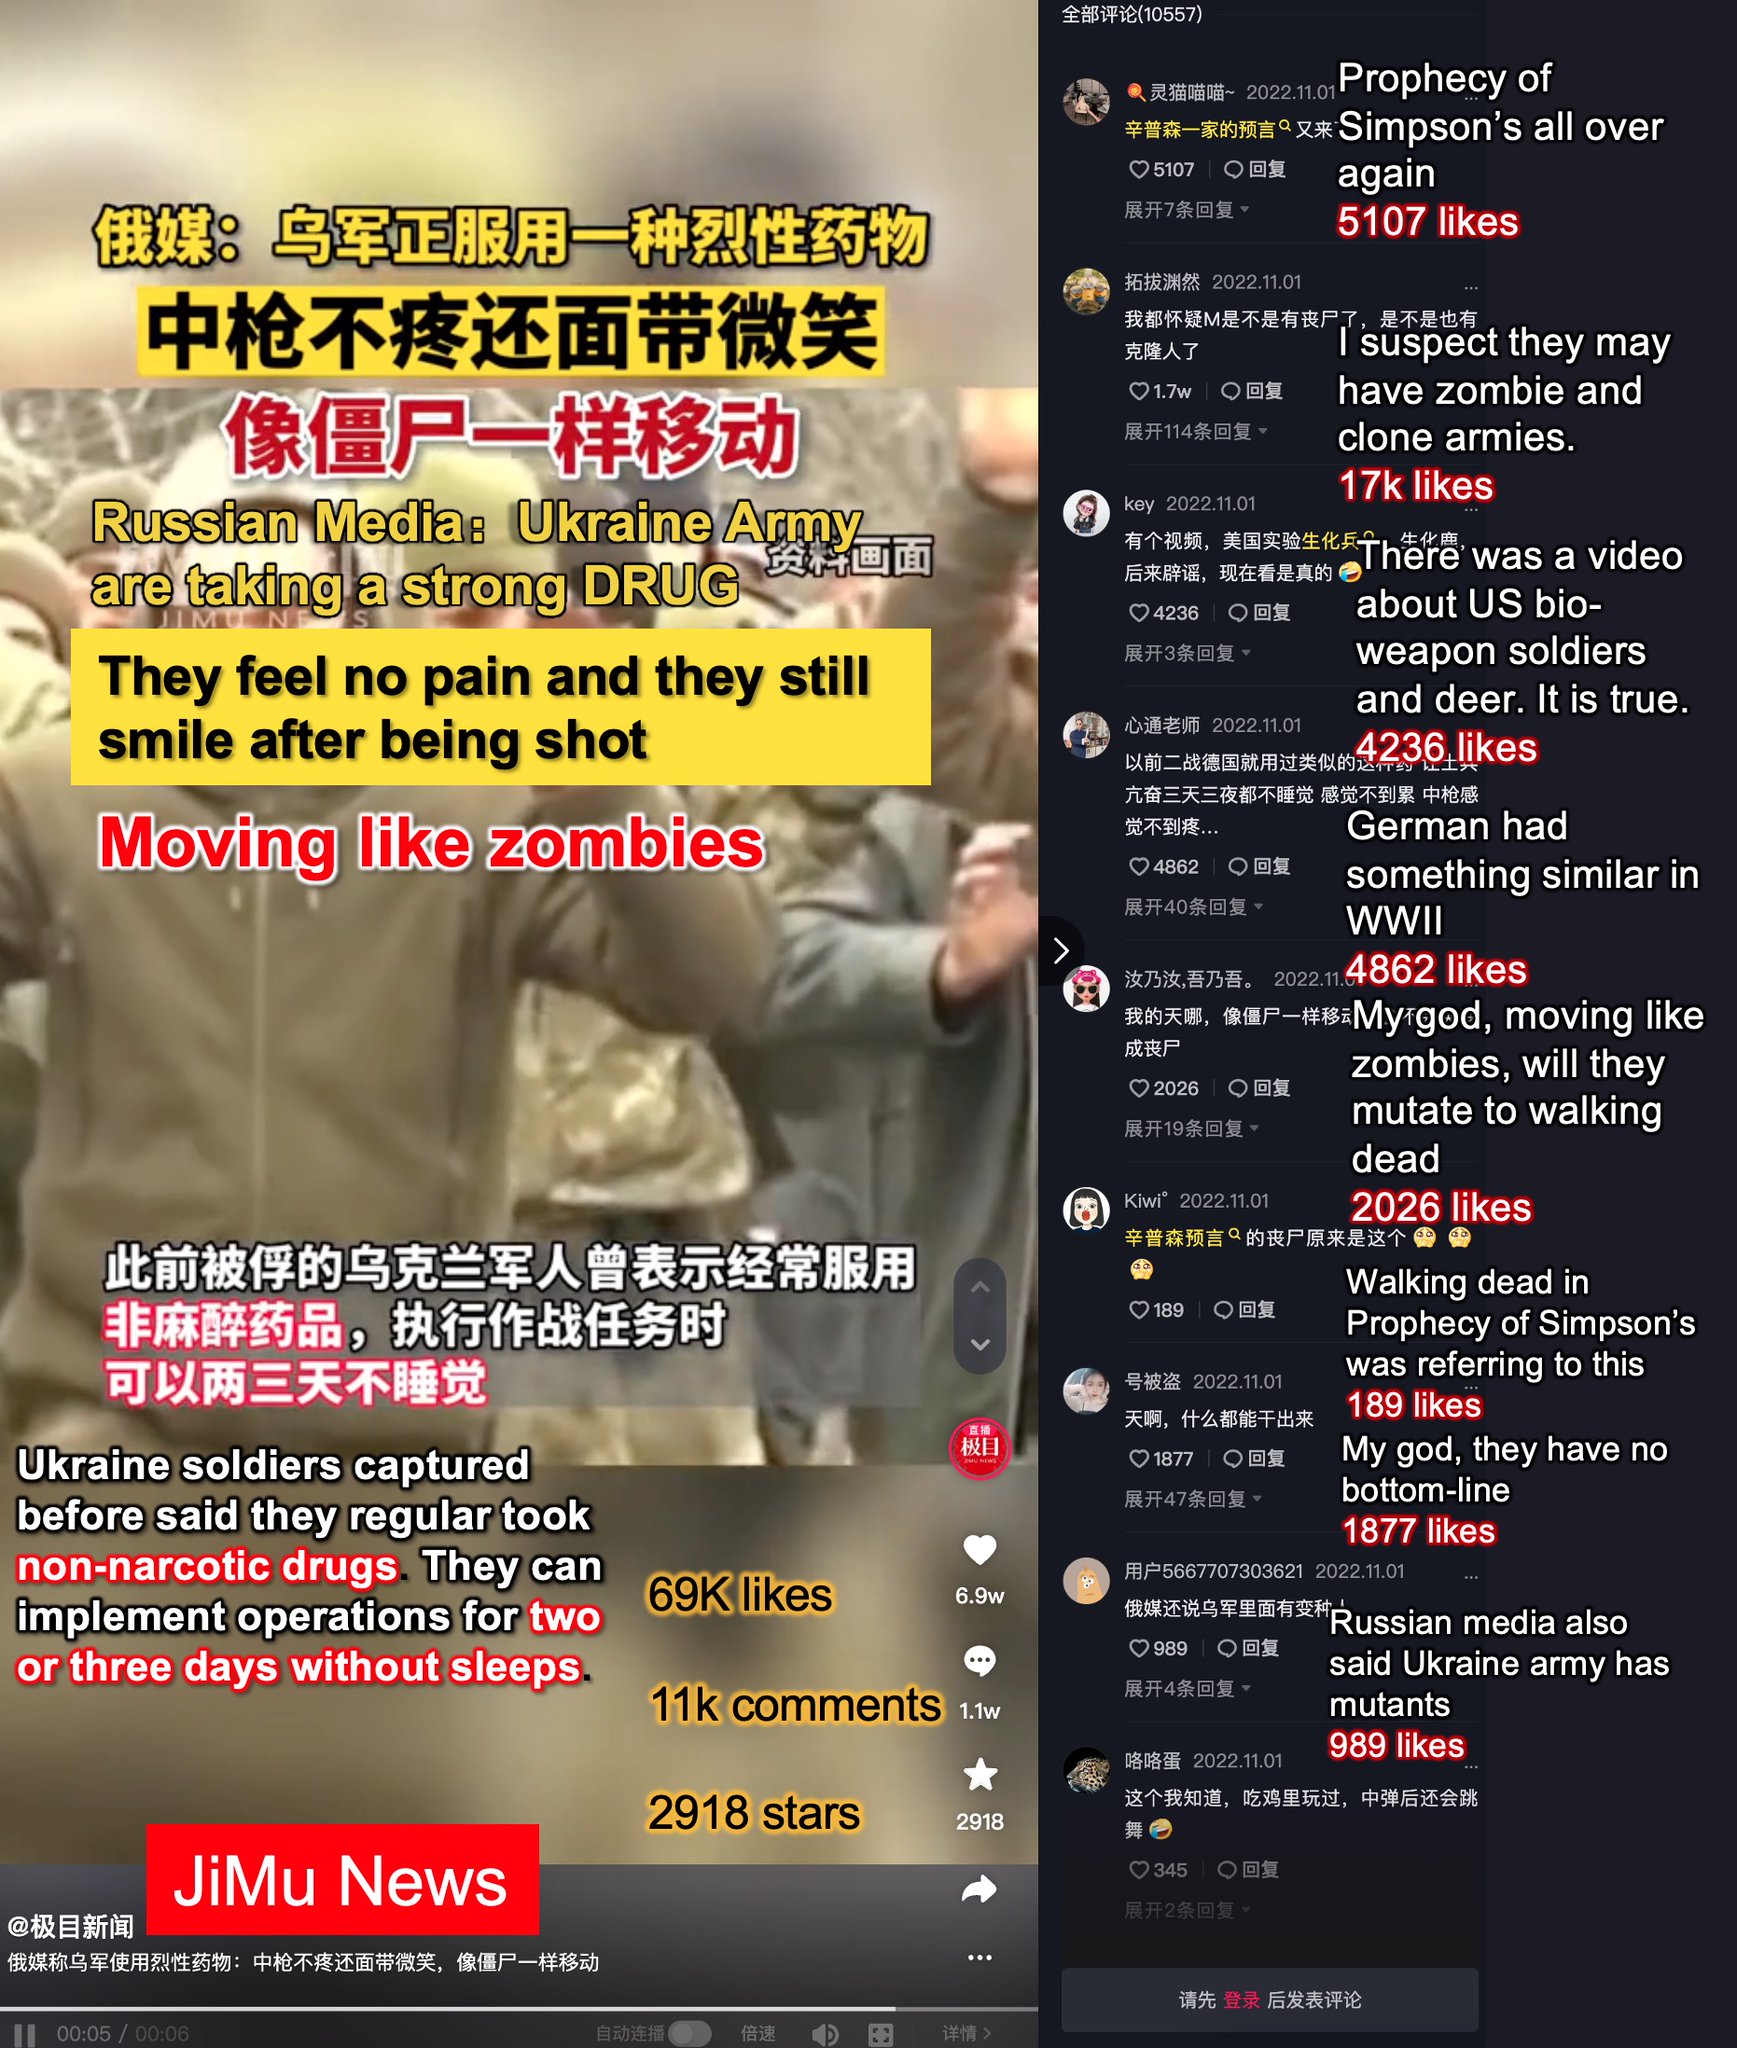 俄媒：乌军正服用一种烈性药物
中枪不疼还面带微笑
像僵尸一样移动
Russian Media：Ukraine Army
are taking a strong DRUG
资料画面
JIMU NEWS
They feel no pain and they still
smile after being shot
Moving like zombies
此前被俘的乌克兰军人曾表示经常服用
非麻醉药品，执行作战任务时
可以两三天不睡觉
Ukraine soldiers captured
before said they regular took
non-narcotic drugs. They can
implement operations for two
or three days without sleeps.
直播
极目
JIMU NEWS
69K likes
6.9w
11k comments
1.1w
2918 stars
2918
JiMu News
@极目新闻
俄媒称乌军使用烈性药物：中枪不疼还面带微笑，像僵尸一样移动
00:05 / 00:06
自动连播
倍速
详情
全部评论(10557)
灵猫喵喵~ 2022.11.01
辛普森一家的预言 又来
5107 回复
展开7条回复
Prophecy of
Simpson’s all over
again
5107 likes
拓拔渊然 2022.11.01
我都怀疑M是不是有丧尸了，是不是也有
克隆人了
1.7w 回复
展开114条回复
I suspect they may
have zombie and
clone armies.
17k likes
key 2022.11.01
有个视频，美国实验生化兵 ，生化鹿，
后来辟谣，现在看是真的
4236 回复
展开3条回复
There was a video
about US bio-
weapon soldiers
and deer. It is true.
4236 likes
心通老师 2022.11.01
以前二战德国就用过类似的这种药 让士兵
亢奋三天三夜都不睡觉 感觉不到累 中枪感
觉不到疼...
4862 回复
展开40条回复
German had
something similar in
WWII
4862 likes
汝乃汝,吾乃吾。 2022.11.0
我的天哪，像僵尸一样移动
成丧尸
2026 回复
展开19条回复
My god, moving like
zombies, will they
mutate to walking
dead
2026 likes
Kiwi° 2022.11.01
辛普森预言 的丧尸原来是这个
189 回复
Walking dead in
Prophecy of Simpson’s
was referring to this
189 likes
号被盗 2022.11.01
天啊，什么都能干出来
1877 回复
展开47条回复
My god, they have no
bottom-line
1877 likes
用户5667707303621 2022.11.01
俄媒还说乌军里面有变种
989 回复
展开4条回复
Russian media also
said Ukraine army has
mutants
989 likes
咯咯蛋 2022.11.01
这个我知道，吃鸡里玩过，中弹后还会跳
舞
345 回复
展开2条回复
请先 登录 后发表评论